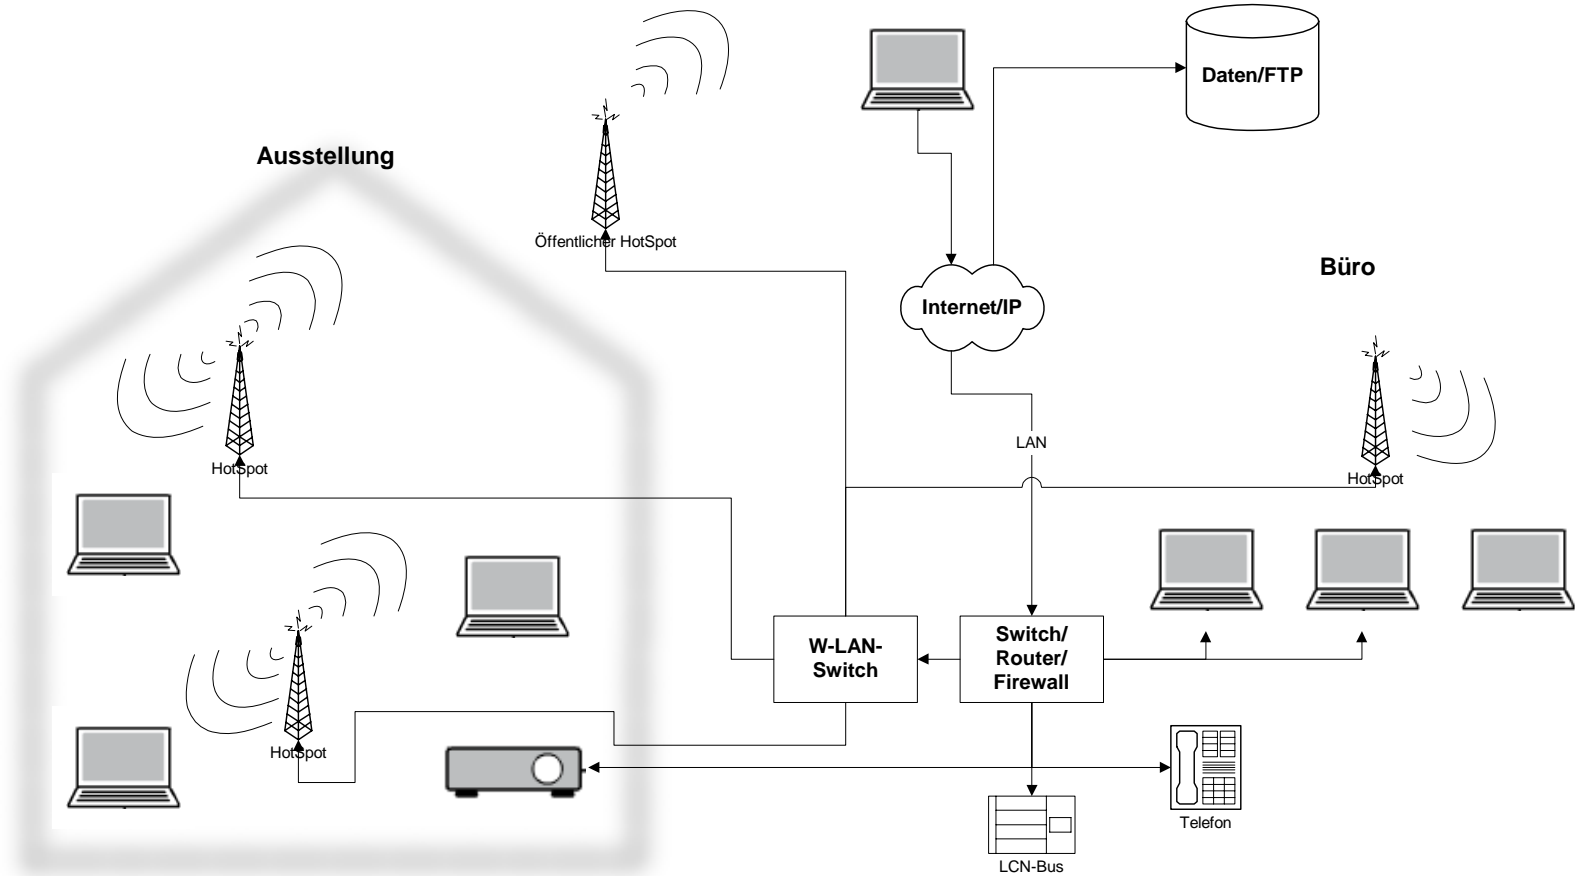 Daten/FTP
Ausstellung
Öffentlicher HotSpot
Internet/IP
Büro
LAN
HotSpot
HotSpot
W-LAN-
Switch
Switch/
Router/
Firewall
HotSpot
Telefon
LCN-Bus